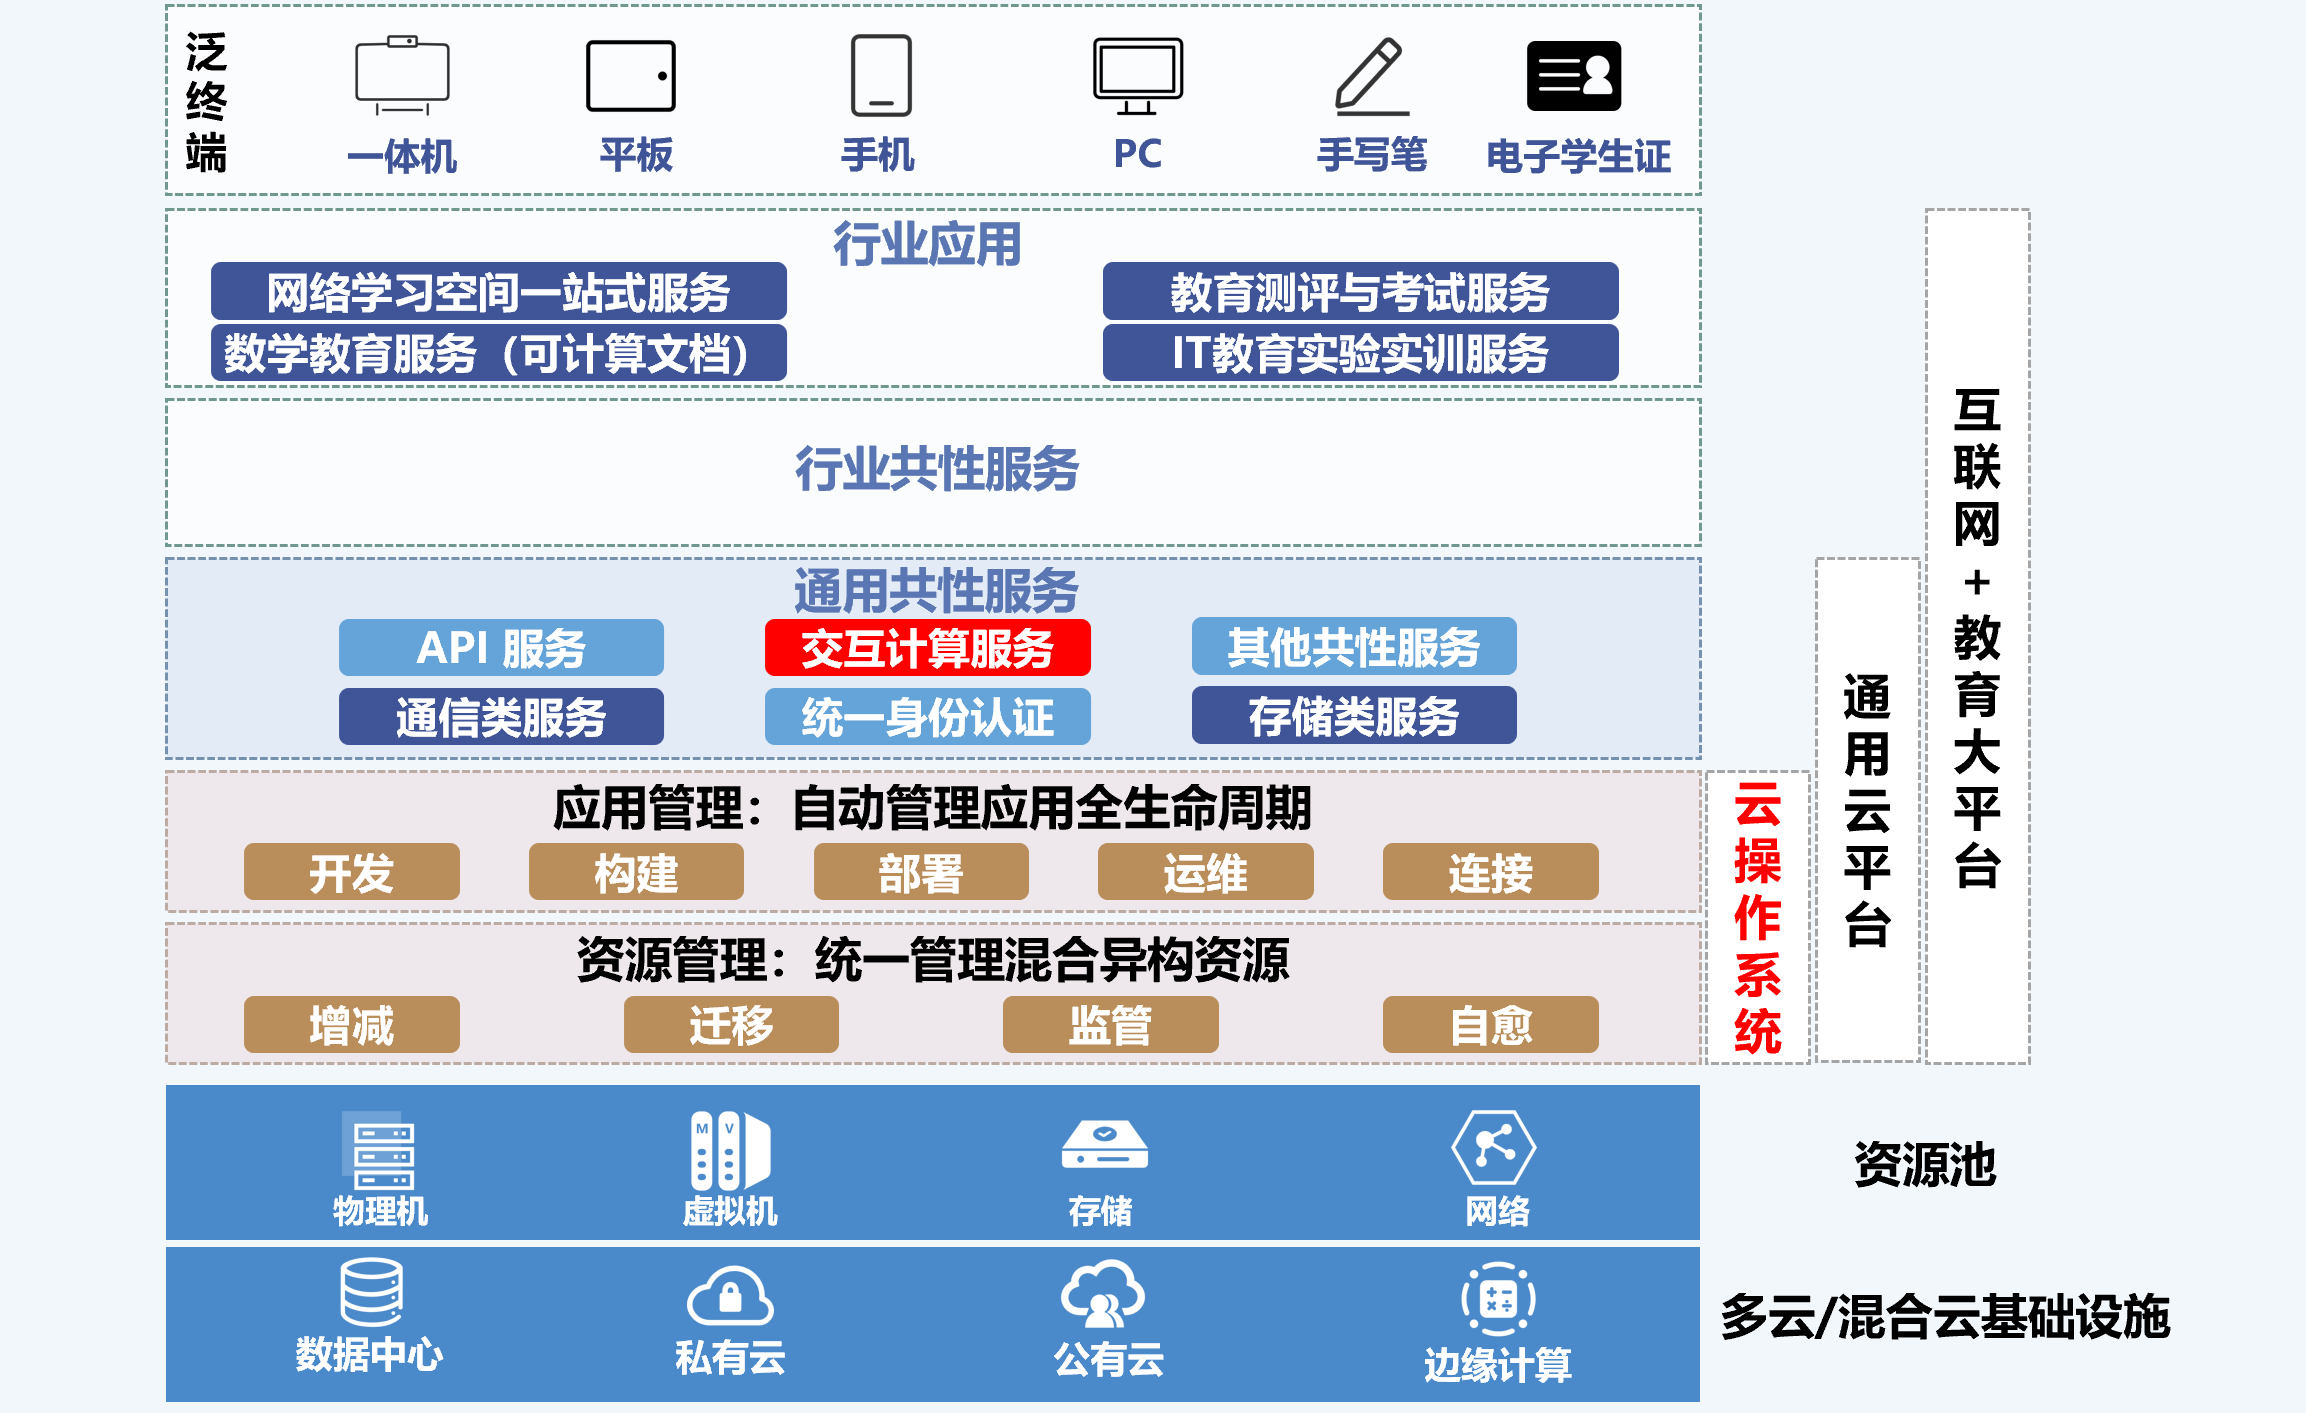 泛终端
一体机
平板
手机
PC
手写笔
电子学生证
行业应用
网络学习空间一站式服务
教育测评与考试服务
数学教育服务（可计算文档）
IT教育实验实训服务
行业共性服务
通用共性服务
API 服务
交互计算服务
其他共性服务
通信类服务
统一身份认证
存储类服务
应用管理：自动管理应用全生命周期
开发
构建
部署
运维
连接
资源管理：统一管理混合异构资源
增减
迁移
监管
自愈
云操作系统
通用云平台
互联网+教育大平台
M V
物理机
虚拟机
存储
网络
资源池
数据中心
私有云
公有云
边缘计算
多云/混合云基础设施